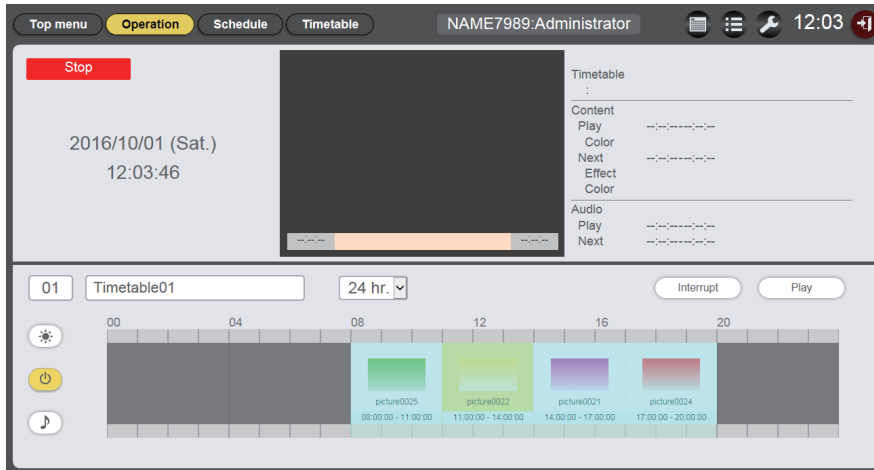 Top menu Operation Schedule Timetable NAME7989:Administrator 12:03
Stop
2016/10/01 (Sat.)
12:03:46
--:--:--
--:--:--
Timetable
:
Content
Play --:--:-----:--:--
Color
Next --:--:-----:--:--
Effect
Color
Audio
Play --:--:-----:--:--
Next --:--:-----:--:--
01 Timetable01 24 hr. Interrupt Play
00 04 08 12 16 20
picture0025 picture0022 picture0021 picture0024
08:00:00 - 11:00:00 11:00:00 - 14:00:00 14:00:00 - 17:00:00 17:00:00 - 20:00:00